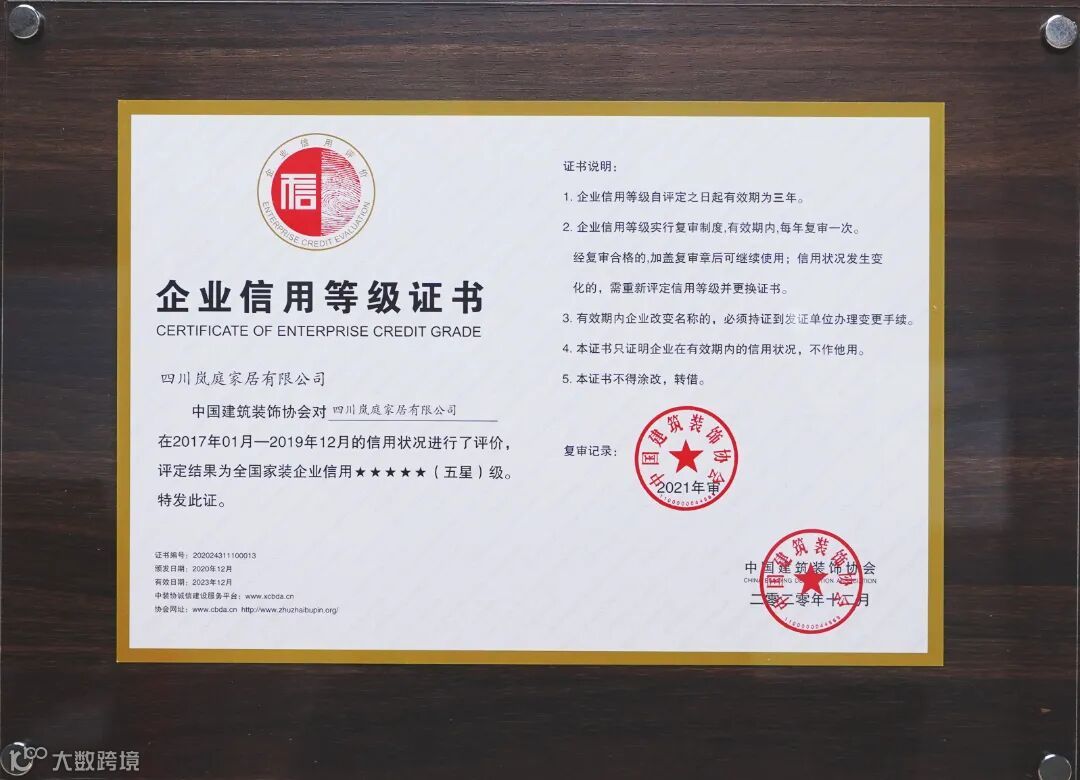 企业信用评价
信
ENTERPRISE CREDIT EVALUATION
企业信用等级证书
CERTIFICATE OF ENTERPRISE CREDIT GRADE
四川岚庭家居有限公司
中国建筑装饰协会对四川岚庭家居有限公司
在2017年01月—2019年12月的信用状况进行了评价，
评定结果为全国家装企业信用★★★★★（五星）级。
特发此证。
证书编号：202024311100013
颁发日期：2020年12月
有效日期：2023年12月
中装协诚信建设服务平台：www.xcbda.cn
协会网址：www.cbda.cn http://www.zhuzhaibupin.org/
证书说明：
1. 企业信用等级自评定之日起有效期为三年。
2. 企业信用等级实行复审制度,有效期内,每年复审一次。
经复审合格的,加盖复审章后可继续使用；信用状况发生变
化的，需重新评定信用等级并更换证书。
3. 有效期内企业改变名称的，必须持证到发证单位办理变更手续。
4. 本证书只证明企业在有效期内的信用状况，不作他用。
5. 本证书不得涂改，转借。
复审记录：
中国建筑装饰协会
2021年审
中国建筑装饰协会
中国建筑装饰协会
CHINA BUILDING DECORATION ASSOCIATION
二零二零年十二月
大数跨境